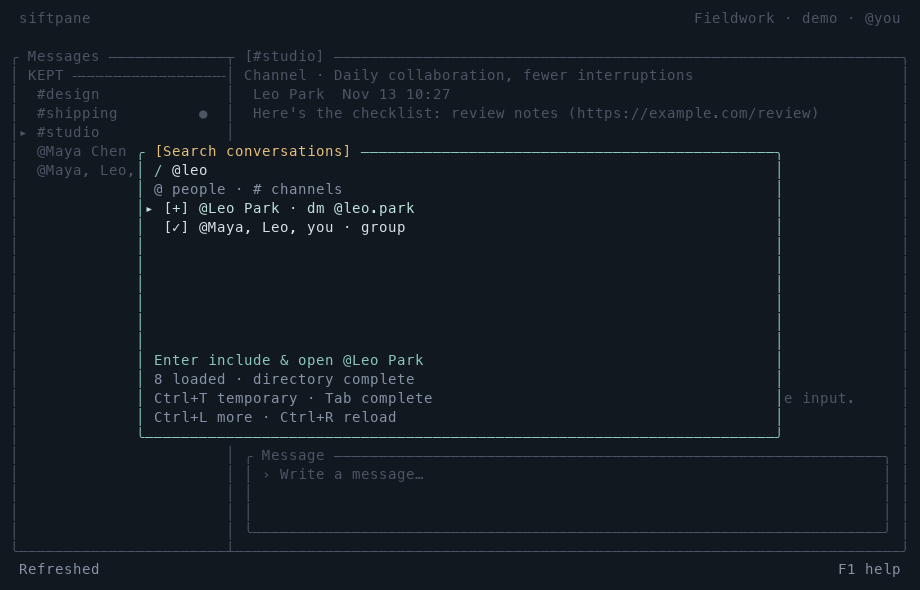 siftpane
Fieldwork · demo · @you
Messages
[#studio]
KEPT
Channel · Daily collaboration, fewer interruptions
#design
Leo Park  Nov 13 10:27
#shipping ●
Here's the checklist: review notes (https://example.com/review)
▸ #studio
@Maya Chen
@Maya, Leo,
[Search conversations]
/ @leo
@ people · # channels
▸ [+] @Leo Park · dm @leo.park
[✓] @Maya, Leo, you · group
Enter include & open @Leo Park
8 loaded · directory complete
Ctrl+T temporary · Tab complete
e input.
Ctrl+L more · Ctrl+R reload
Message
› Write a message…
Refreshed
F1 help